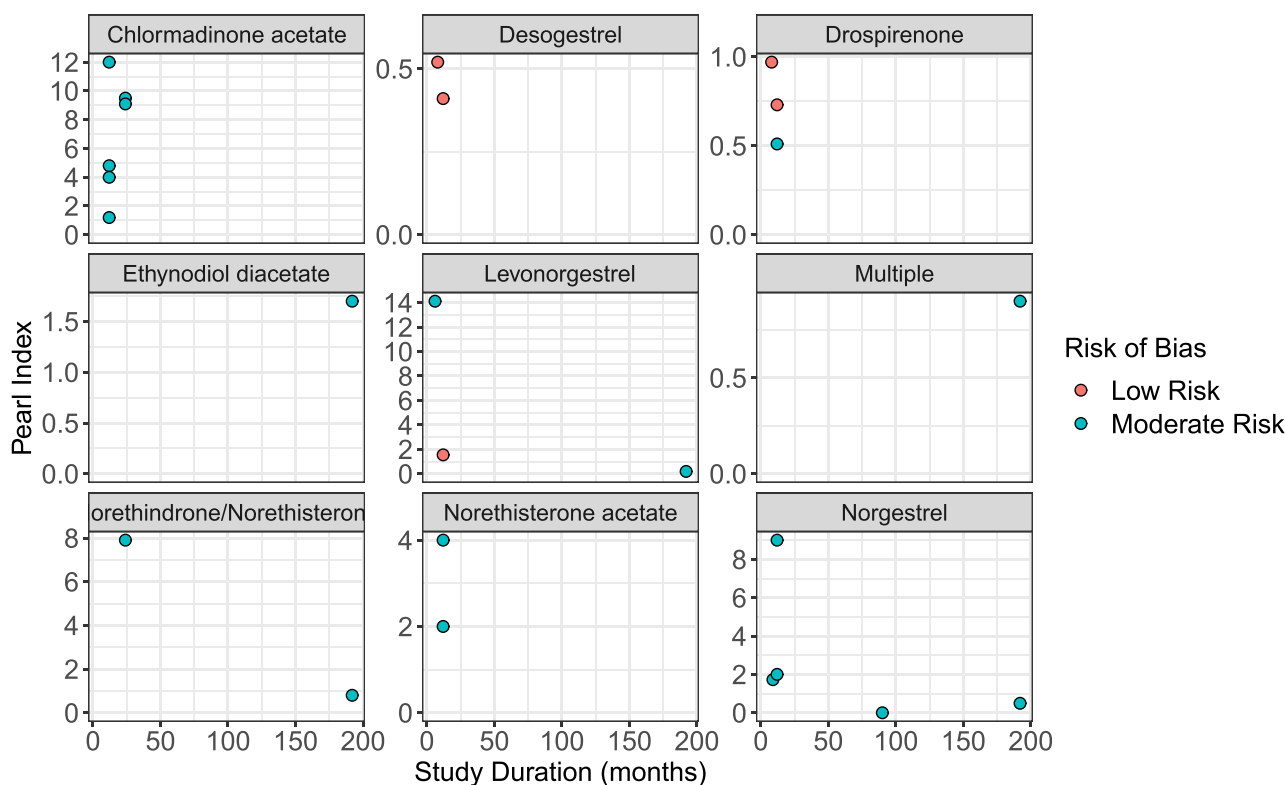 Chlormadinone acetate
Desogestrel
Drospirenone
12
10
8
6
4
2
0
0.5
0.0
1.0
0.5
0.0
Ethynodiol diacetate
Levonorgestrel
Multiple
1.5
1.0
0.5
0.0
14
12
10
8
6
4
2
0
0.5
0.0
Pearl Index
Risk of Bias
Low Risk
Moderate Risk
orethindrone/Norethisteron
Norethisterone acetate
Norgestrel
8
6
4
2
0
4
2
0
8
6
4
2
0
0 50 100 150 200
0 50 100 150 200
0 50 100 150 200
Study Duration (months)